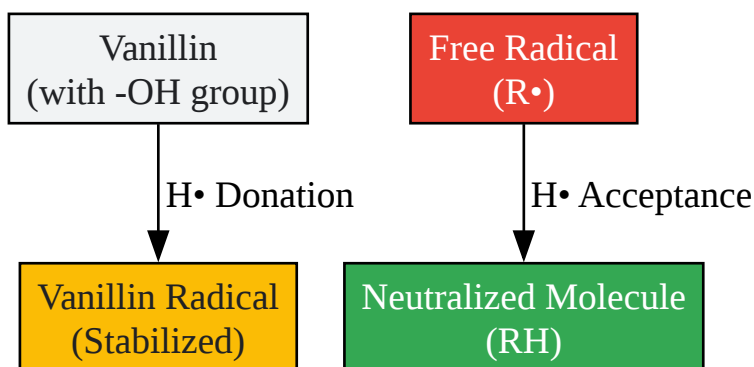 Vanillin
(with -OH group)
Free Radical
(R•)
H• Donation
H• Acceptance
Vanillin Radical
(Stabilized)
Neutralized Molecule
(RH)